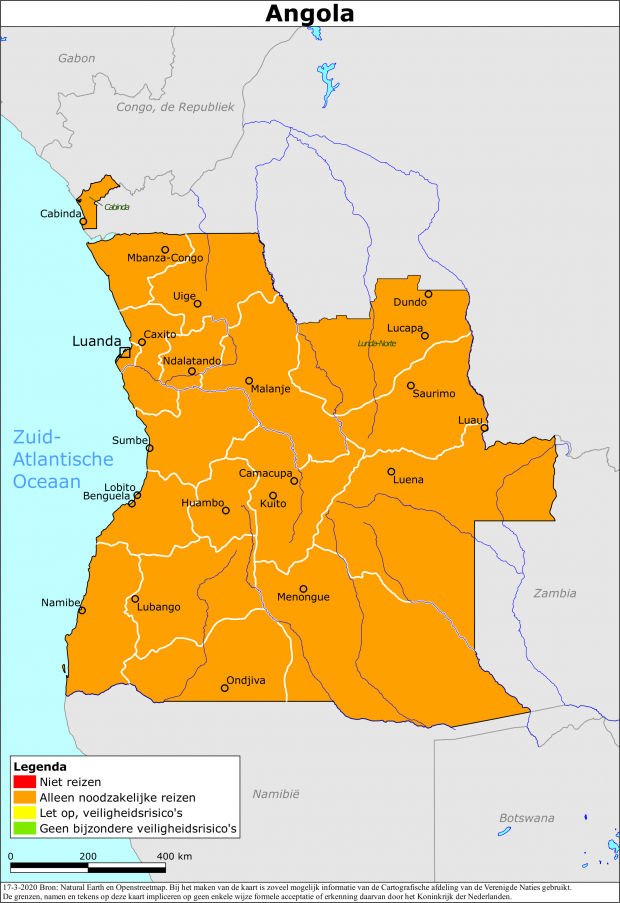 Angola
Gabon
Congo, de Republiek
Cabinda
Cabinda
Mbanza-Congo
Uige
Dundo
Caxito
Lucapa
Luanda
Lunda-Norte
Ndalatando
Malanje
Saurimo
Luau
Zuid-
Atlantische
Oceaan
Sumbe
Camacupa
Luena
Lobito
Benguela
Huambo
Kuito
Zambia
Menongue
Namibe
Lubango
Ondjiva
Legenda
Niet reizen
Alleen noodzakelijke reizen
Let op, veiligheidsrisico's
Geen bijzondere veiligheidsrisico's
Namibië
Botswana
0 200 400 km
17-3-2020 Bron: Natural Earth en Openstreetmap. Bij het maken van de kaart is zoveel mogelijk informatie van de Cartografische afdeling van de Verenigde Naties gebruikt.
De grenzen, namen en tekens op deze kaart impliceren op geen enkele wijze formele acceptatie of erkenning daarvan door het Koninkrijk der Nederlanden.